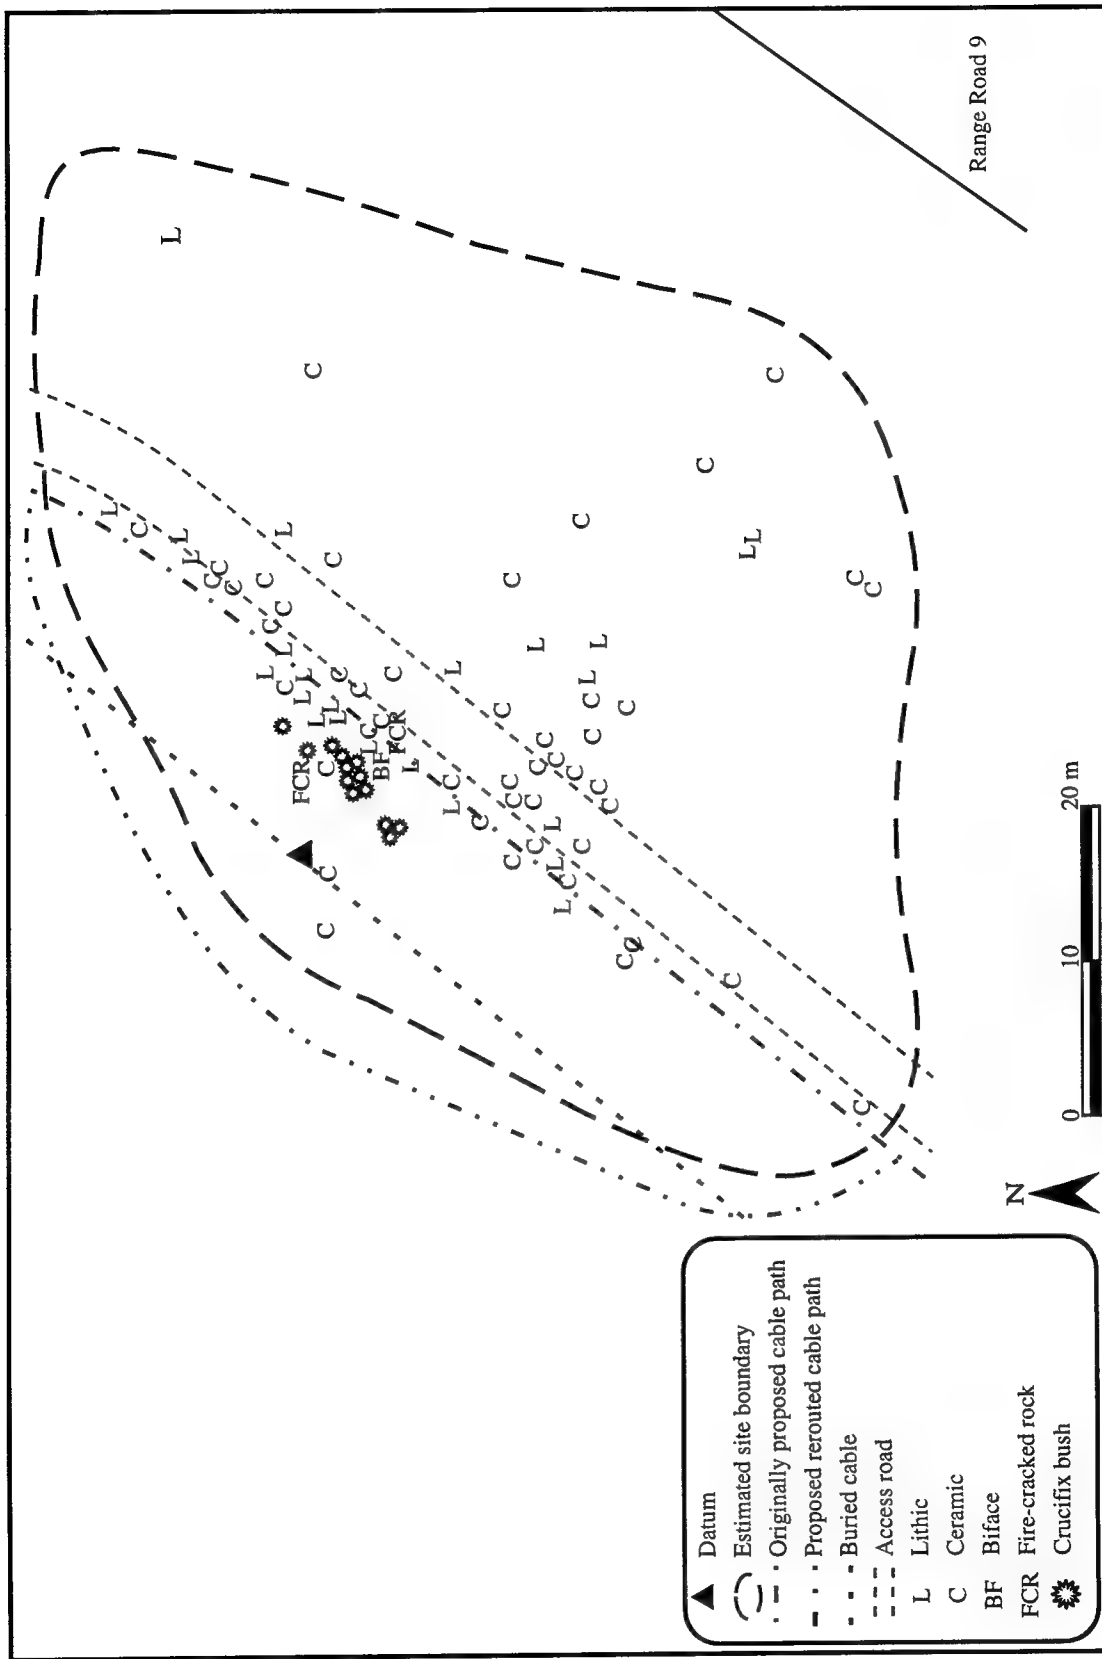 L
C
L
L
L
C
C
C
C
L
C
L
L
C
L
C
FCR
L
L
C
L
C
C
L
L
C
C
C
L
C
C
BF
C
FCR
L
L
C
L
C
C
C
C
C
C
C
C
L
C
C
L
L
C
L
C
C
C
C
L
C
C
C
L
C
C
C
C
C
L
L
C
C
C
C
Range Road 9
Datum
Estimated site boundary
Originally proposed cable path
Proposed rerouted cable path
Buried cable
Access road
L Lithic
C Ceramic
BF Biface
FCR Fire-cracked rock
Crucifix bush
N
0 10 20 m